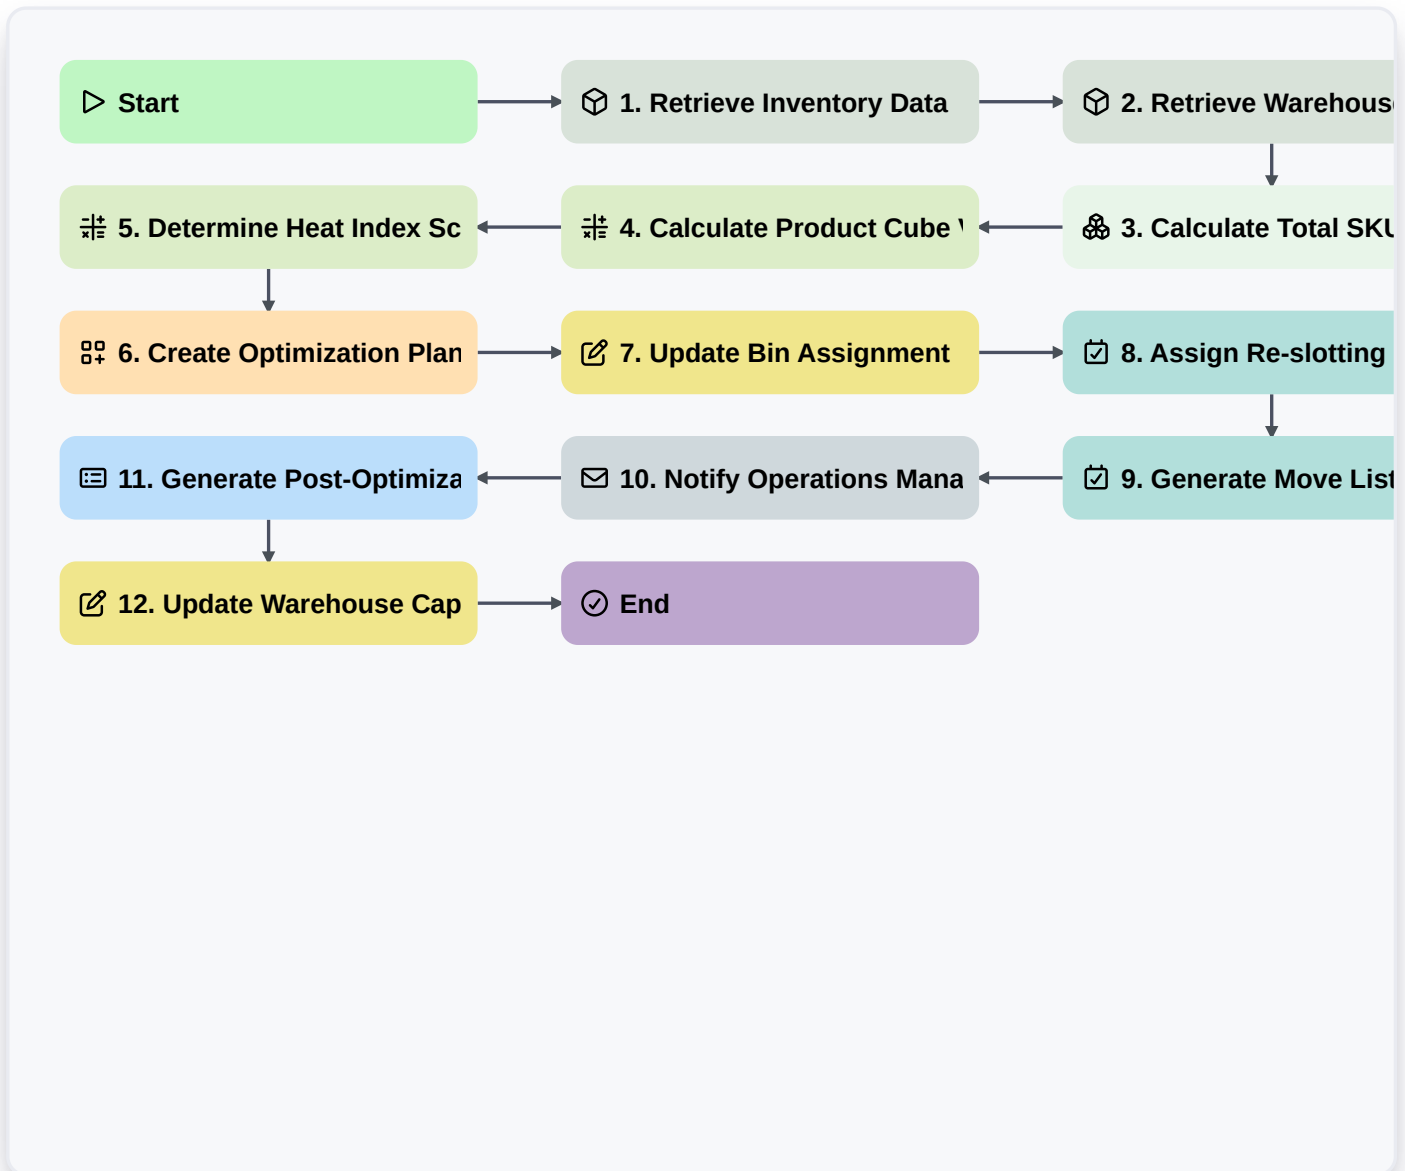 Start
1. Retrieve Inventory Data
2. Retrieve Warehouse
5. Determine Heat Index Sc
4. Calculate Product Cube
3. Calculate Total SKU
6. Create Optimization Plan
7. Update Bin Assignment
8. Assign Re-slotting
11. Generate Post-Optimiza
10. Notify Operations Mana
9. Generate Move List
12. Update Warehouse Cap
End